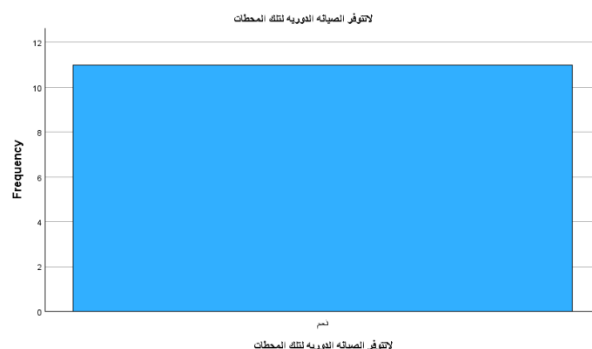 لاتتوفر الصيانه الدوريه لتلك المحطات
12
10
8
6
4
2
0
Frequency
نعم
لاتتوفر الصيانه الدوريه لتلك المحطات